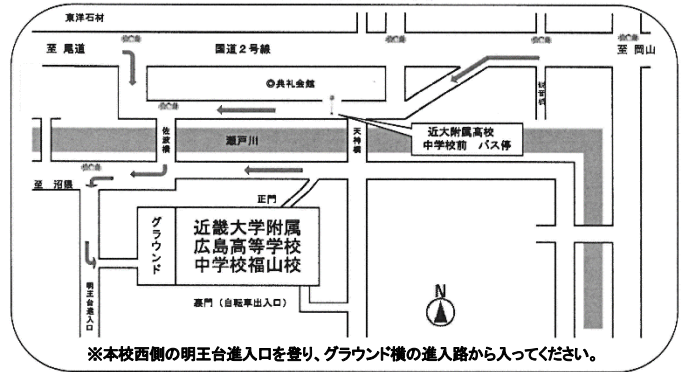 東洋石材
至 尾道
国道２号線
至 岡山
◎典礼会館
佐波橋
瀬戸川
天神橋
近大附属高校
中学校前　バス停
至　沼隈
正門
グラウンド
近畿大学附属
広島高等学校
中学校福山校
明王台進入口
裏門（自転車出入口）
N
※本校西側の明王台進入口を登り、グラウンド横の進入路から入ってください。